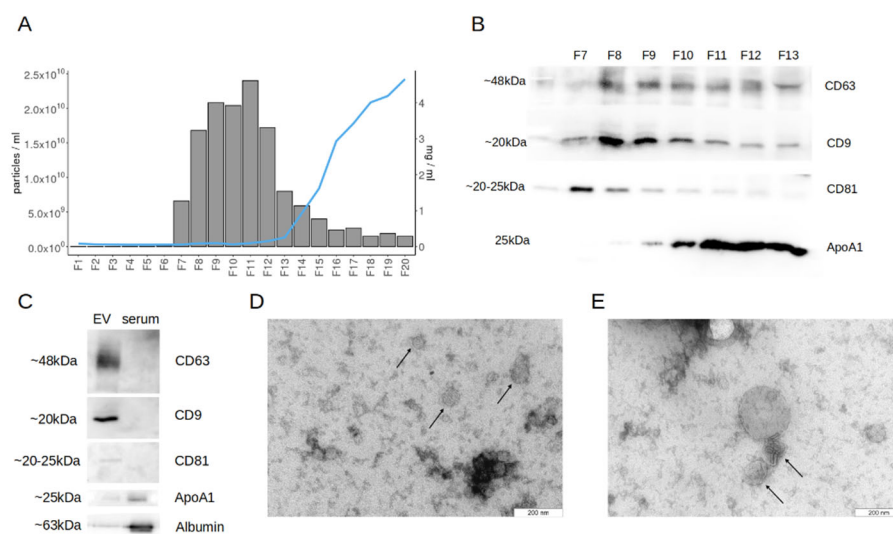 A
particles / ml
2.5x10¹⁰
2.0x10¹⁰
1.5x10¹⁰
1.0x10¹⁰
5.0x10⁹
0.0x10⁰
4
3
2
1
0
mg / ml
F1
F2
F3
F4
F5
F6
F7
F8
F9
F10
F11
F12
F13
F14
F15
F16
F17
F18
F19
F20
B
F7 F8 F9 F10 F11 F12 F13
~48kDa CD63
~20kDa CD9
~20-25kDa CD81
25kDa ApoA1
C
EV serum
~48kDa CD63
~20kDa CD9
~20-25kDa CD81
~25kDa ApoA1
~63kDa Albumin
D
200 nm
E
200 nm